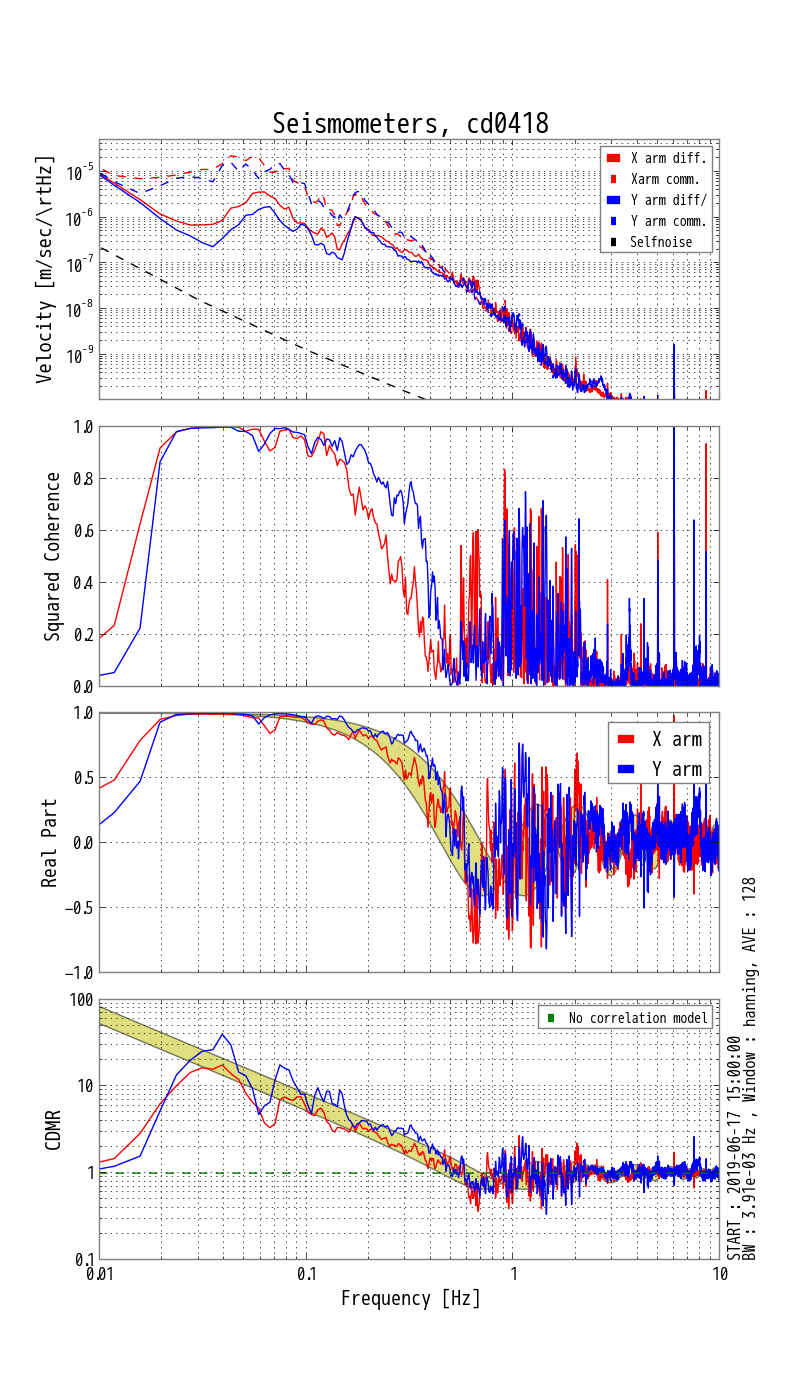 Seismometers, cd0418
Velocity [m/sec/\rtHz]
10^-5
10^-6
10^-7
10^-8
10^-9
X arm diff.
Xarm comm.
Y arm diff/
Y arm comm.
Selfnoise
Squared Coherence
1.0
0.8
0.6
0.4
0.2
0.0
Real Part
1.0
0.5
0.0
−0.5
−1.0
X arm
Y arm
CDMR
100
10
1
0.1
No correlation model
0.01 0.1 1 10
Frequency [Hz]
START : 2019-06-17 15:00:00
BW : 3.91e-03 Hz , Window : hanning, AVE : 128